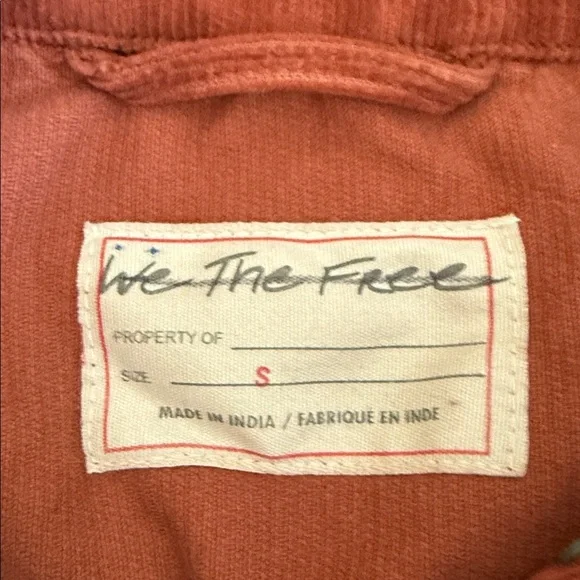 We The Free
PROPERTY OF
SIZE S
MADE IN INDIA / FABRIQUE EN INDE